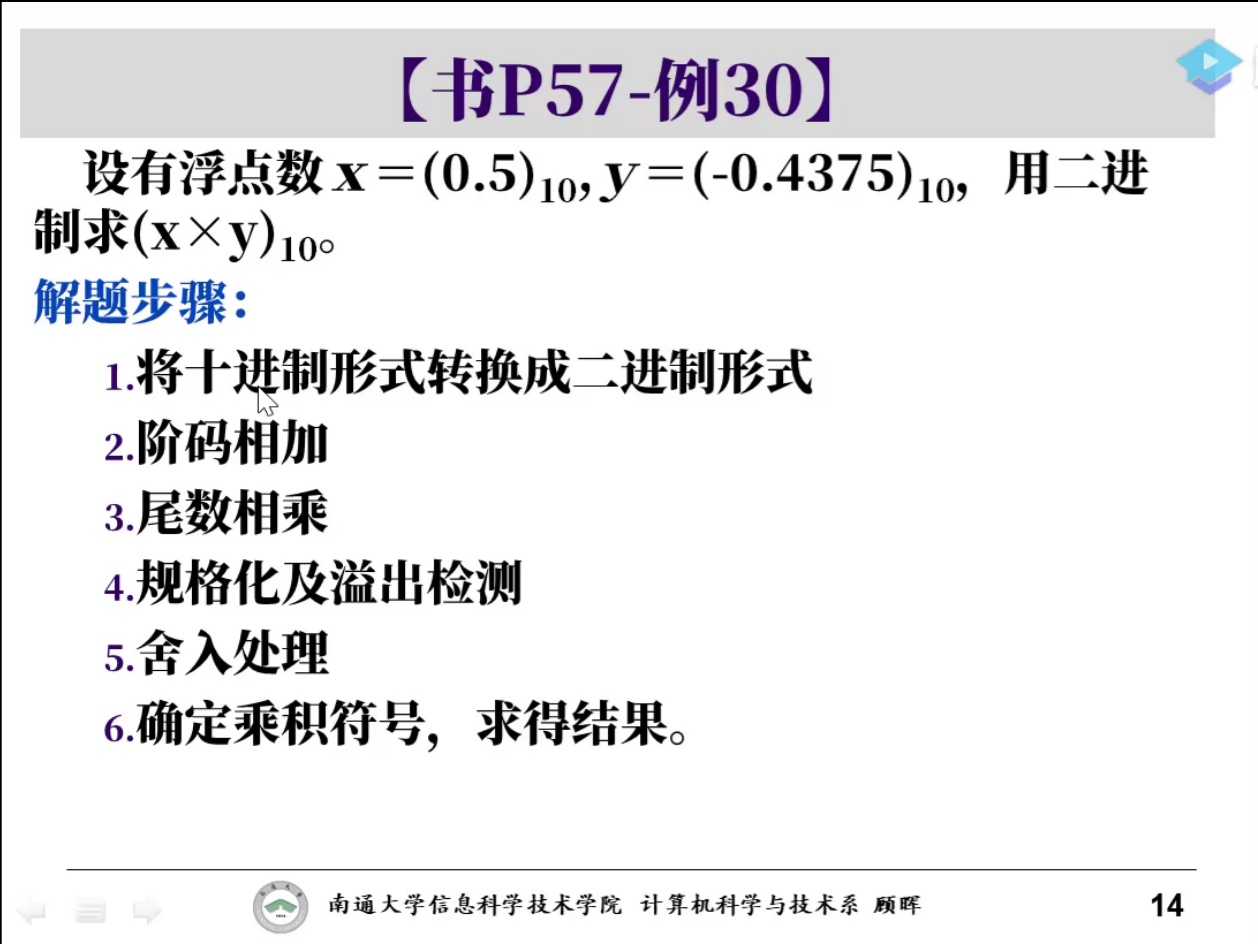 【书P57-例30】
设有浮点数x=(0.5)10,y=(-0.4375)10，用二进
制求(x×y)10。
解题步骤：
1.将十进制形式转换成二进制形式
2.阶码相加
3.尾数相乘
4.规格化及溢出检测
5.舍入处理
6.确定乘积符号，求得结果。
南通大学信息科学技术学院 计算机科学与技术系 顾晖
14